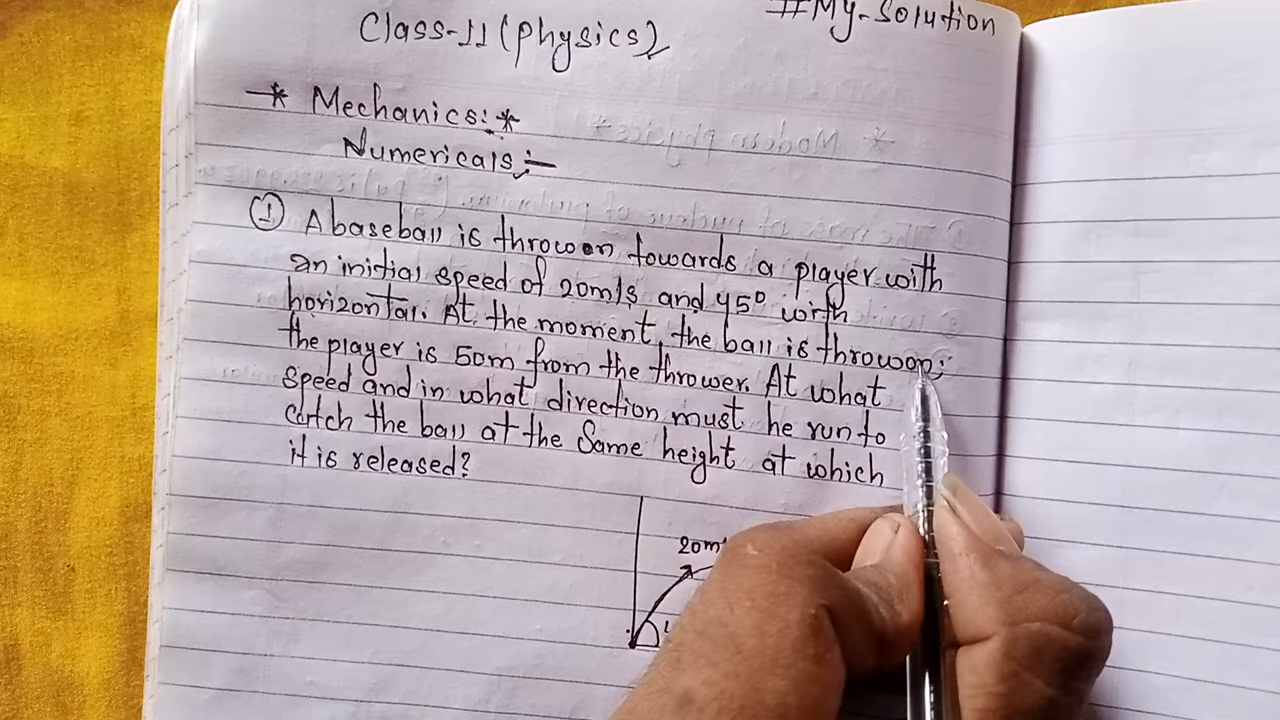 #My-Solution
Class-11 (Physics)
* Mechanics:*
Numericals:-
① A baseball is throwon towards a player with
an initial speed of 20m/s and 45° with
horizontal. At the moment, the ball is throwon;
the player is 50m from the thrower. At what
speed and in what direction must he run to
catch the ball at the same height at which
it is released?
20m